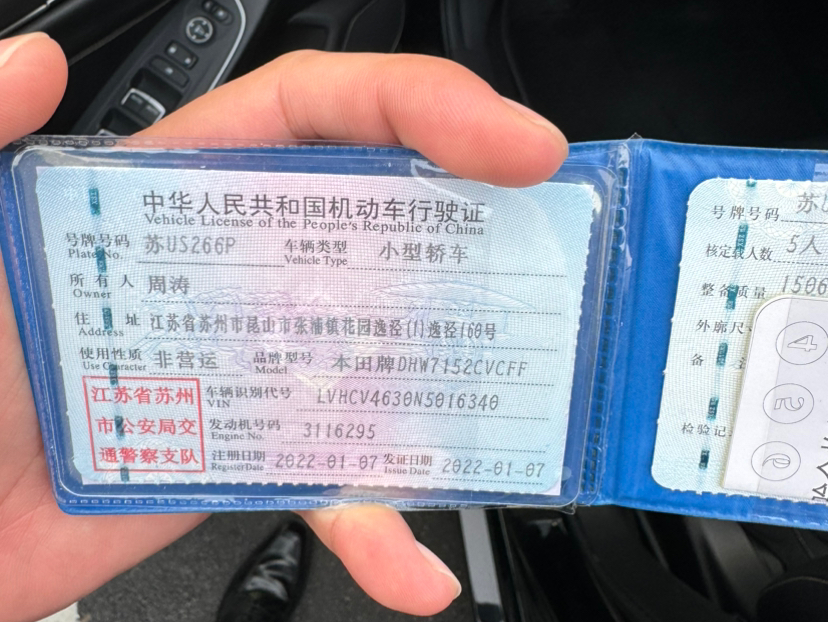 中华人民共和国机动车行驶证
Vehicle License of the People's Republic of China
号牌号码 苏US266P 车辆类型 小型轿车
Plate No. Vehicle Type
所有人 周涛
Owner
住址 江苏省苏州市昆山市张浦镇花园逸泾(1)逸泾160号
Address
使用性质 非营运 品牌型号 本田牌DHW7152CVCFF
Use Character Model
江苏省苏州
市公安局交
通警察支队
车辆识别代号 LVHCV4630N5016340
VIN
发动机号码 3116295
Engine No.
注册日期 2022-01-07 发证日期 2022-01-07
Register Date Issue Date
号牌号码 苏U
核定载人数 5人
整备质量 1506
外廓尺
备
检验记